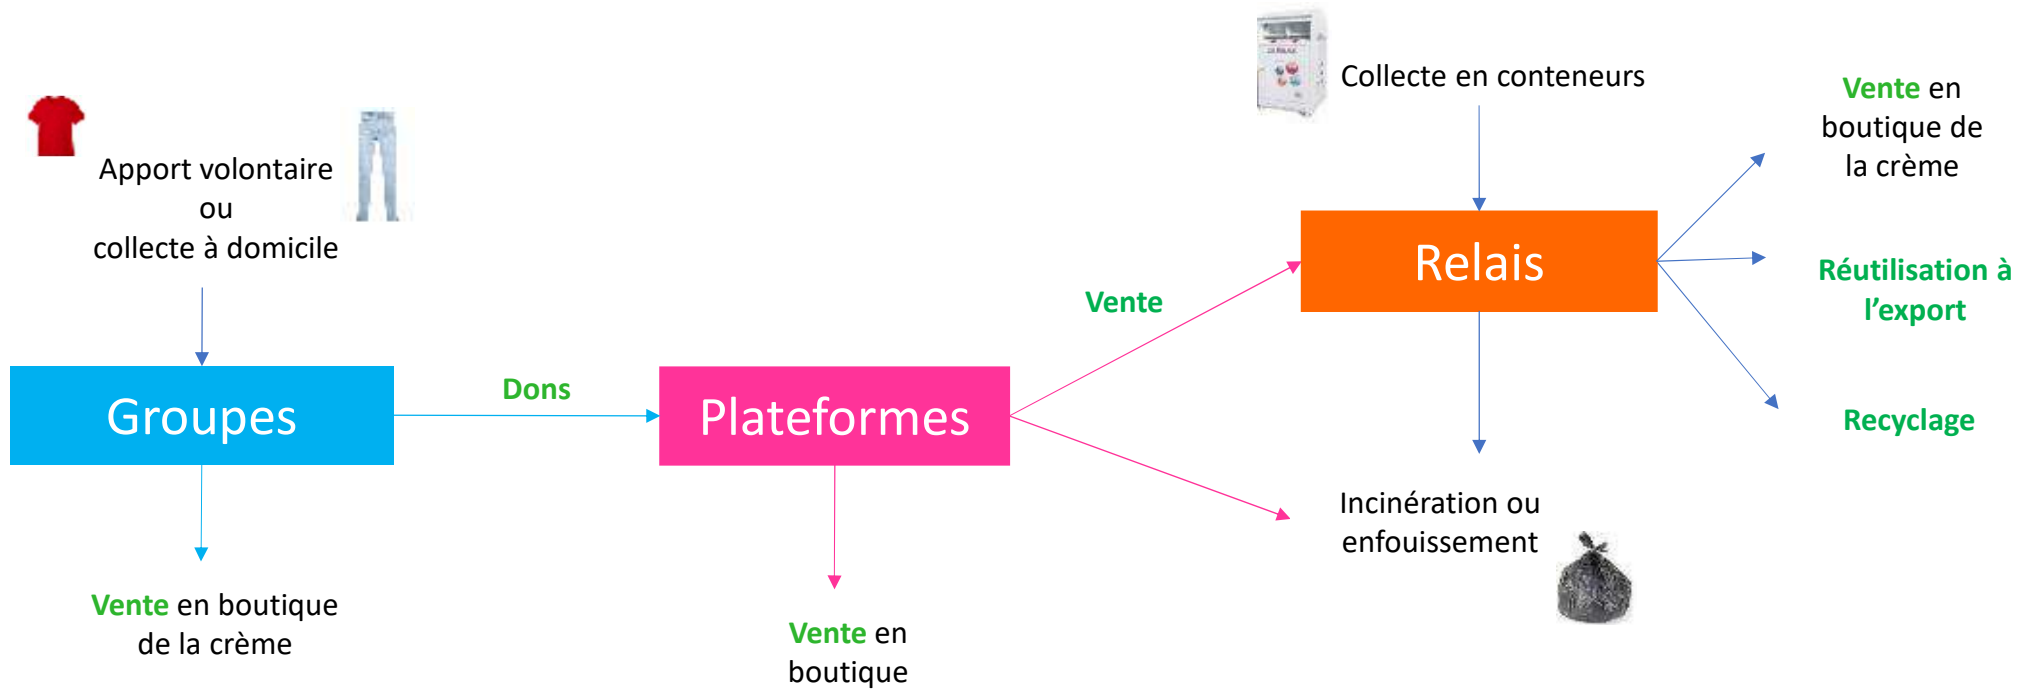 Collecte en conteneurs
Vente en
boutique de
la crème
Apport volontaire
ou
collecte à domicile
Relais
Réutilisation à
l’export
Vente
Groupes
Dons
Plateformes
Recyclage
Incinération ou
enfouissement
Vente en boutique
de la crème
Vente en
boutique